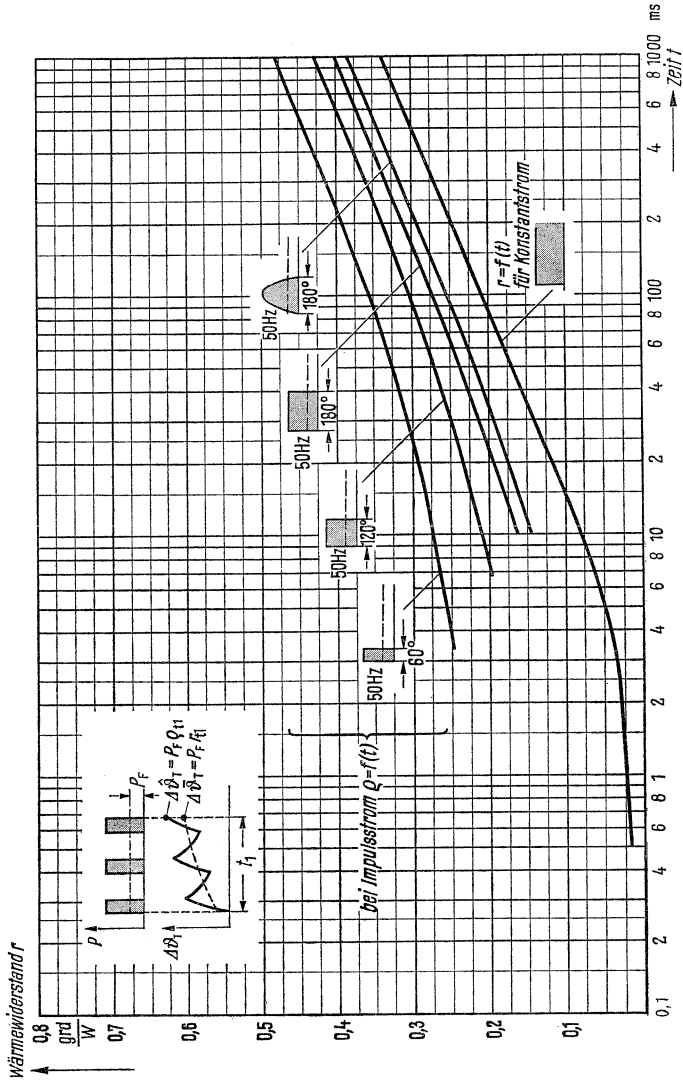 Wärmewiderstand r
0,8
grd
W
0,7
0,6
0,5
0,4
0,3
0,2
0,1
P
P_F
Δϑ̂_T = P_F ϱ_t1
Δϑ̄_T = P_F r_t1
Δϑ_T
t_1
bei Impulsstrom ϱ=f(t)
50Hz
60°
50Hz
120°
50Hz
180°
50Hz
180°
r=f(t)
für Konstantstrom
0,1 2 4 6 8 1 2 4 6 8 10 2 4 6 8 100 2 4 6 8 1000 ms
Zeit t